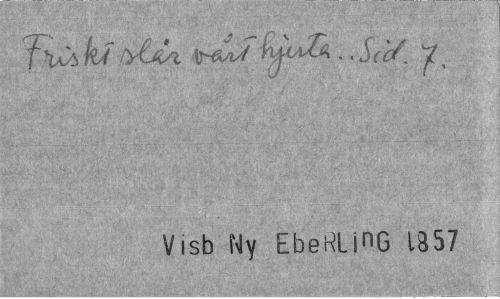 Friskt slår vårt hjerta.. Sid. 7.
Visb Ny EbeRLinG 1857